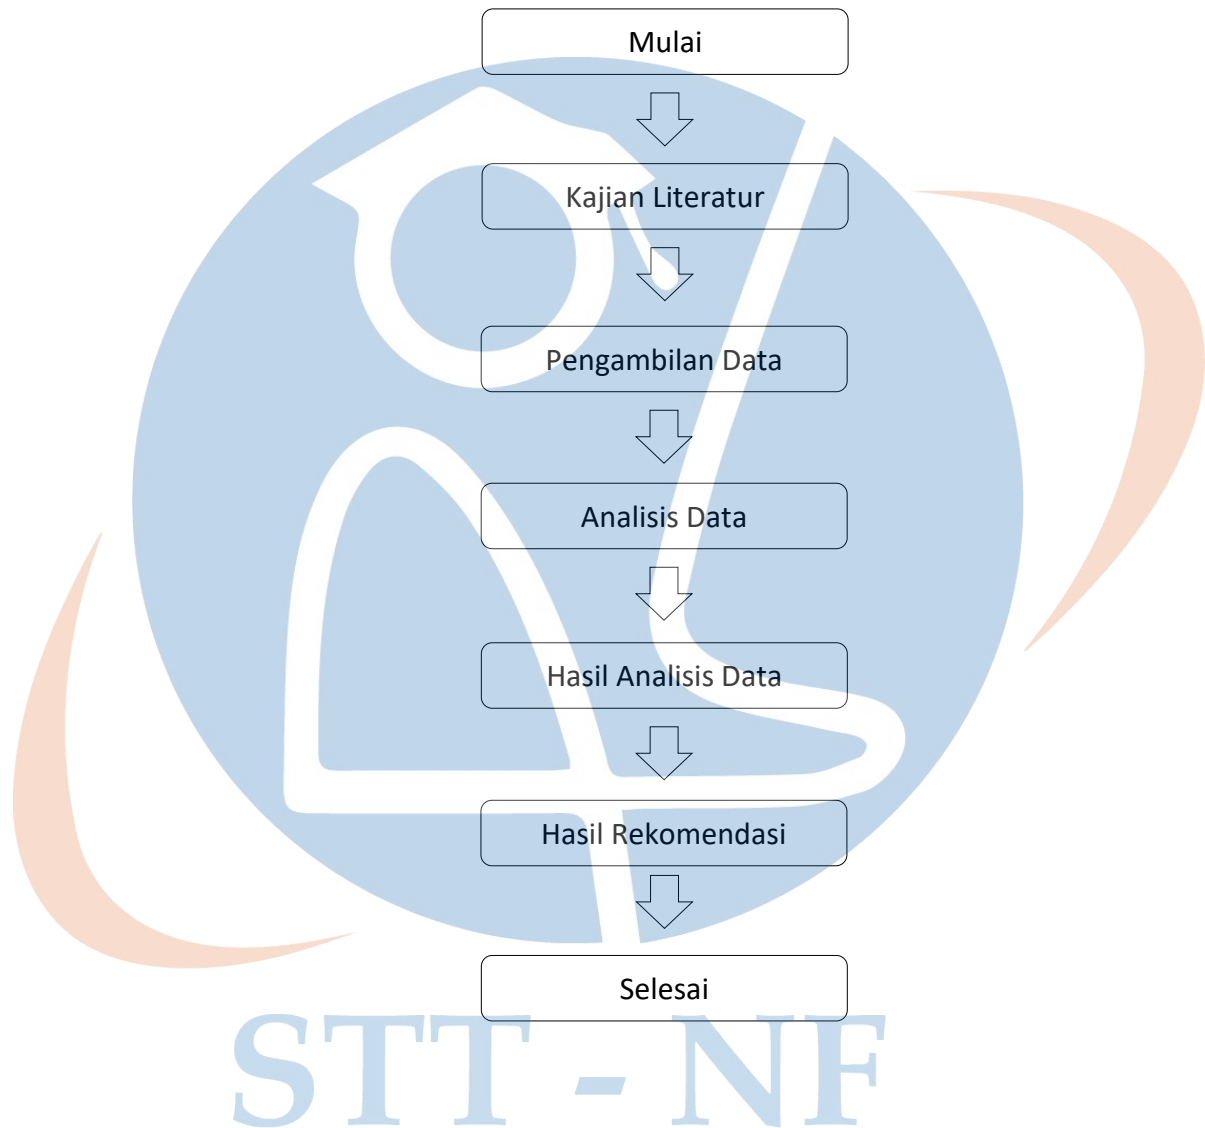 Mulai
Kajian Literatur
Pengambilan Data
Analisis Data
Hasil Analisis Data
Hasil Rekomendasi
Selesai
STT - NF